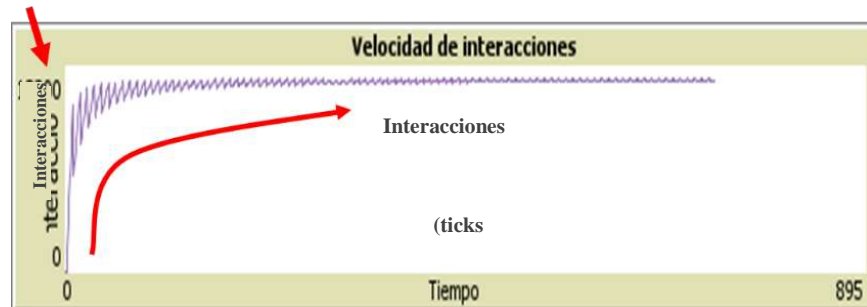 Velocidad de interacciones
Interacciones
Interacciones
(ticks
0
0
Tiempo
895